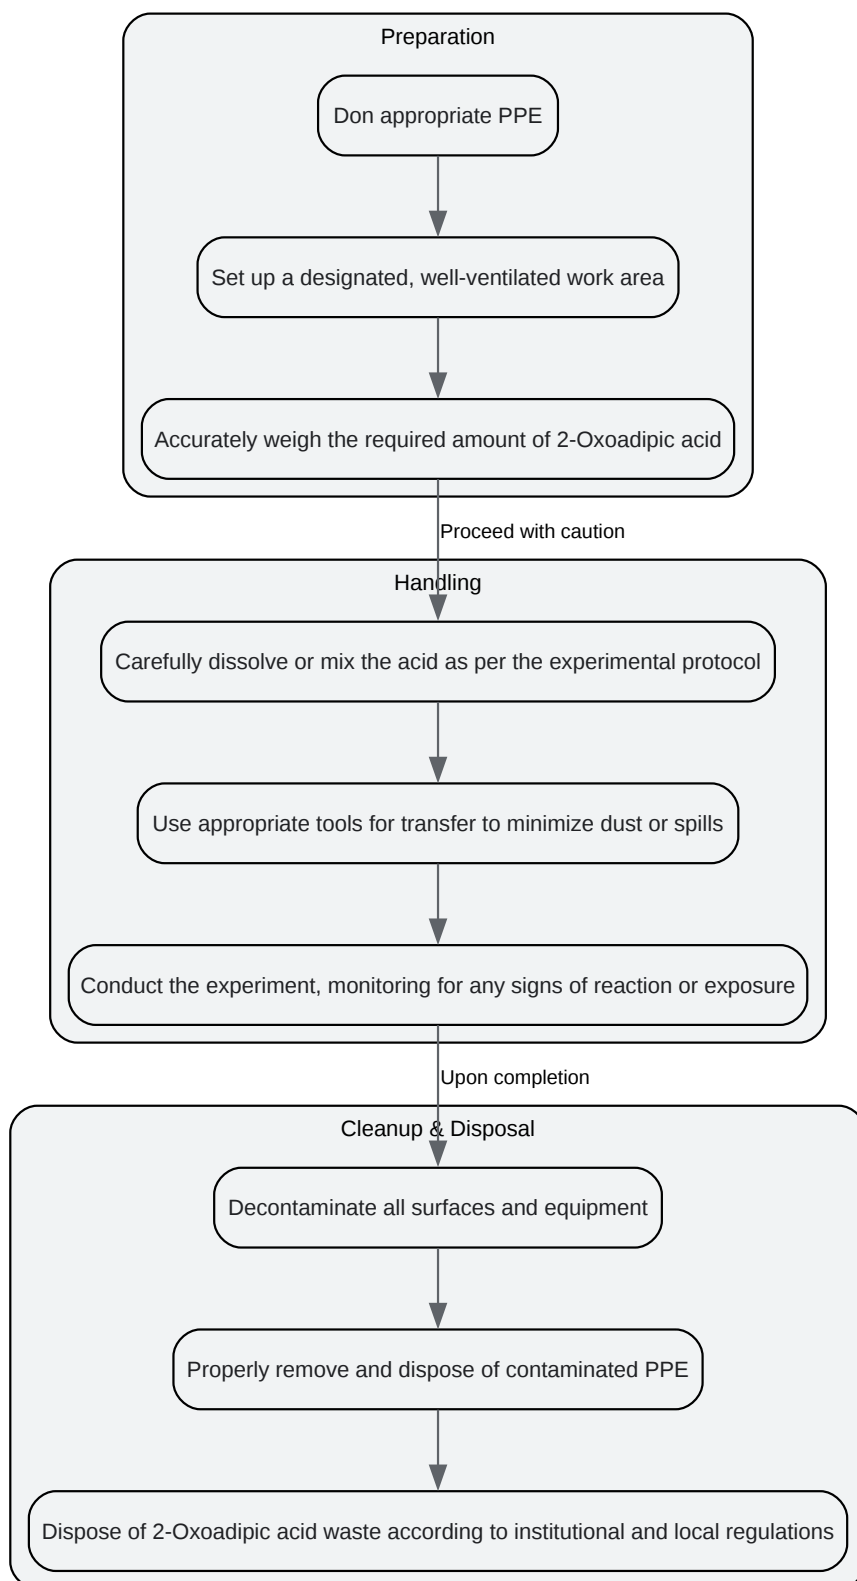 Preparation
Don appropriate PPE
Set up a designated, well-ventilated work area
Accurately weigh the required amount of 2-Oxoadipic acid
Proceed with caution
Handling
Carefully dissolve or mix the acid as per the experimental protocol
Use appropriate tools for transfer to minimize dust or spills
Conduct the experiment, monitoring for any signs of reaction or exposure
Upon completion
Cleanup & Disposal
Decontaminate all surfaces and equipment
Properly remove and dispose of contaminated PPE
Dispose of 2-Oxoadipic acid waste according to institutional and local regulations